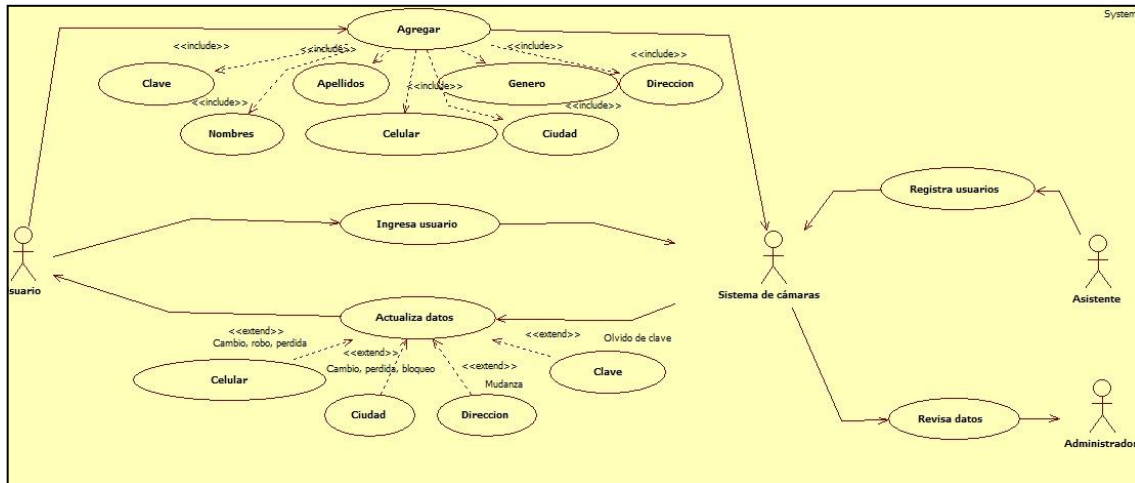 System
Agregar
<<include>>
<<include>>
<<include>>
<<include>>
Clave
Apellidos
Genero
Direccion
<<include>>
<<include>>
<<include>>
Nombres
Celular
Ciudad
Registra usuarios
Ingresa usuario
suario
Sistema de cámaras
Asistente
Actualiza datos
<<extend>>
Cambio, robo, perdida
<<extend>>
Olvido de clave
<<extend>>
Cambio, perdida, bloqueo
<<extend>>
Mudanza
Celular
Clave
Ciudad
Direccion
Revisa datos
Administrador